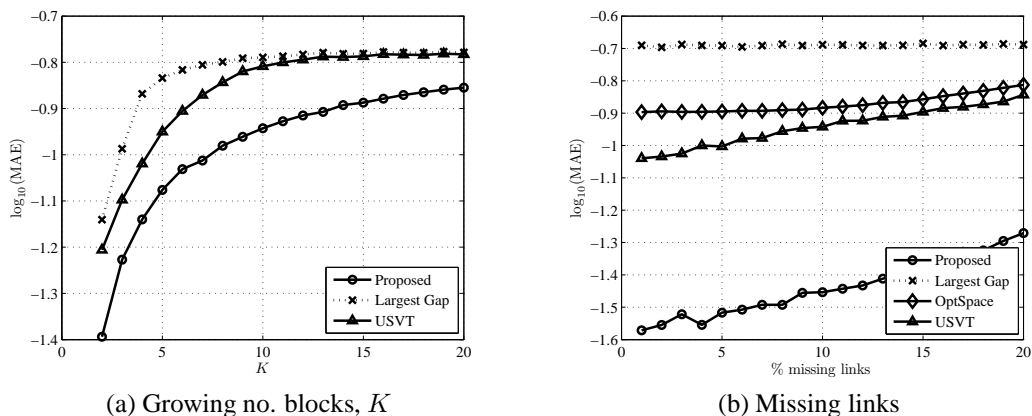 −0.7
−0.8
−0.9
−1
−1.1
−1.2
−1.3
−1.4
log10(MAE)
0 5 10 15 20
K
Proposed
Largest Gap
USVT
(a) Growing no. blocks, K
−0.6
−0.7
−0.8
−0.9
−1
−1.1
−1.2
−1.3
−1.4
−1.5
−1.6
log10(MAE)
0 5 10 15 20
% missing links
Proposed
Largest Gap
OptSpace
USVT
(b) Missing links